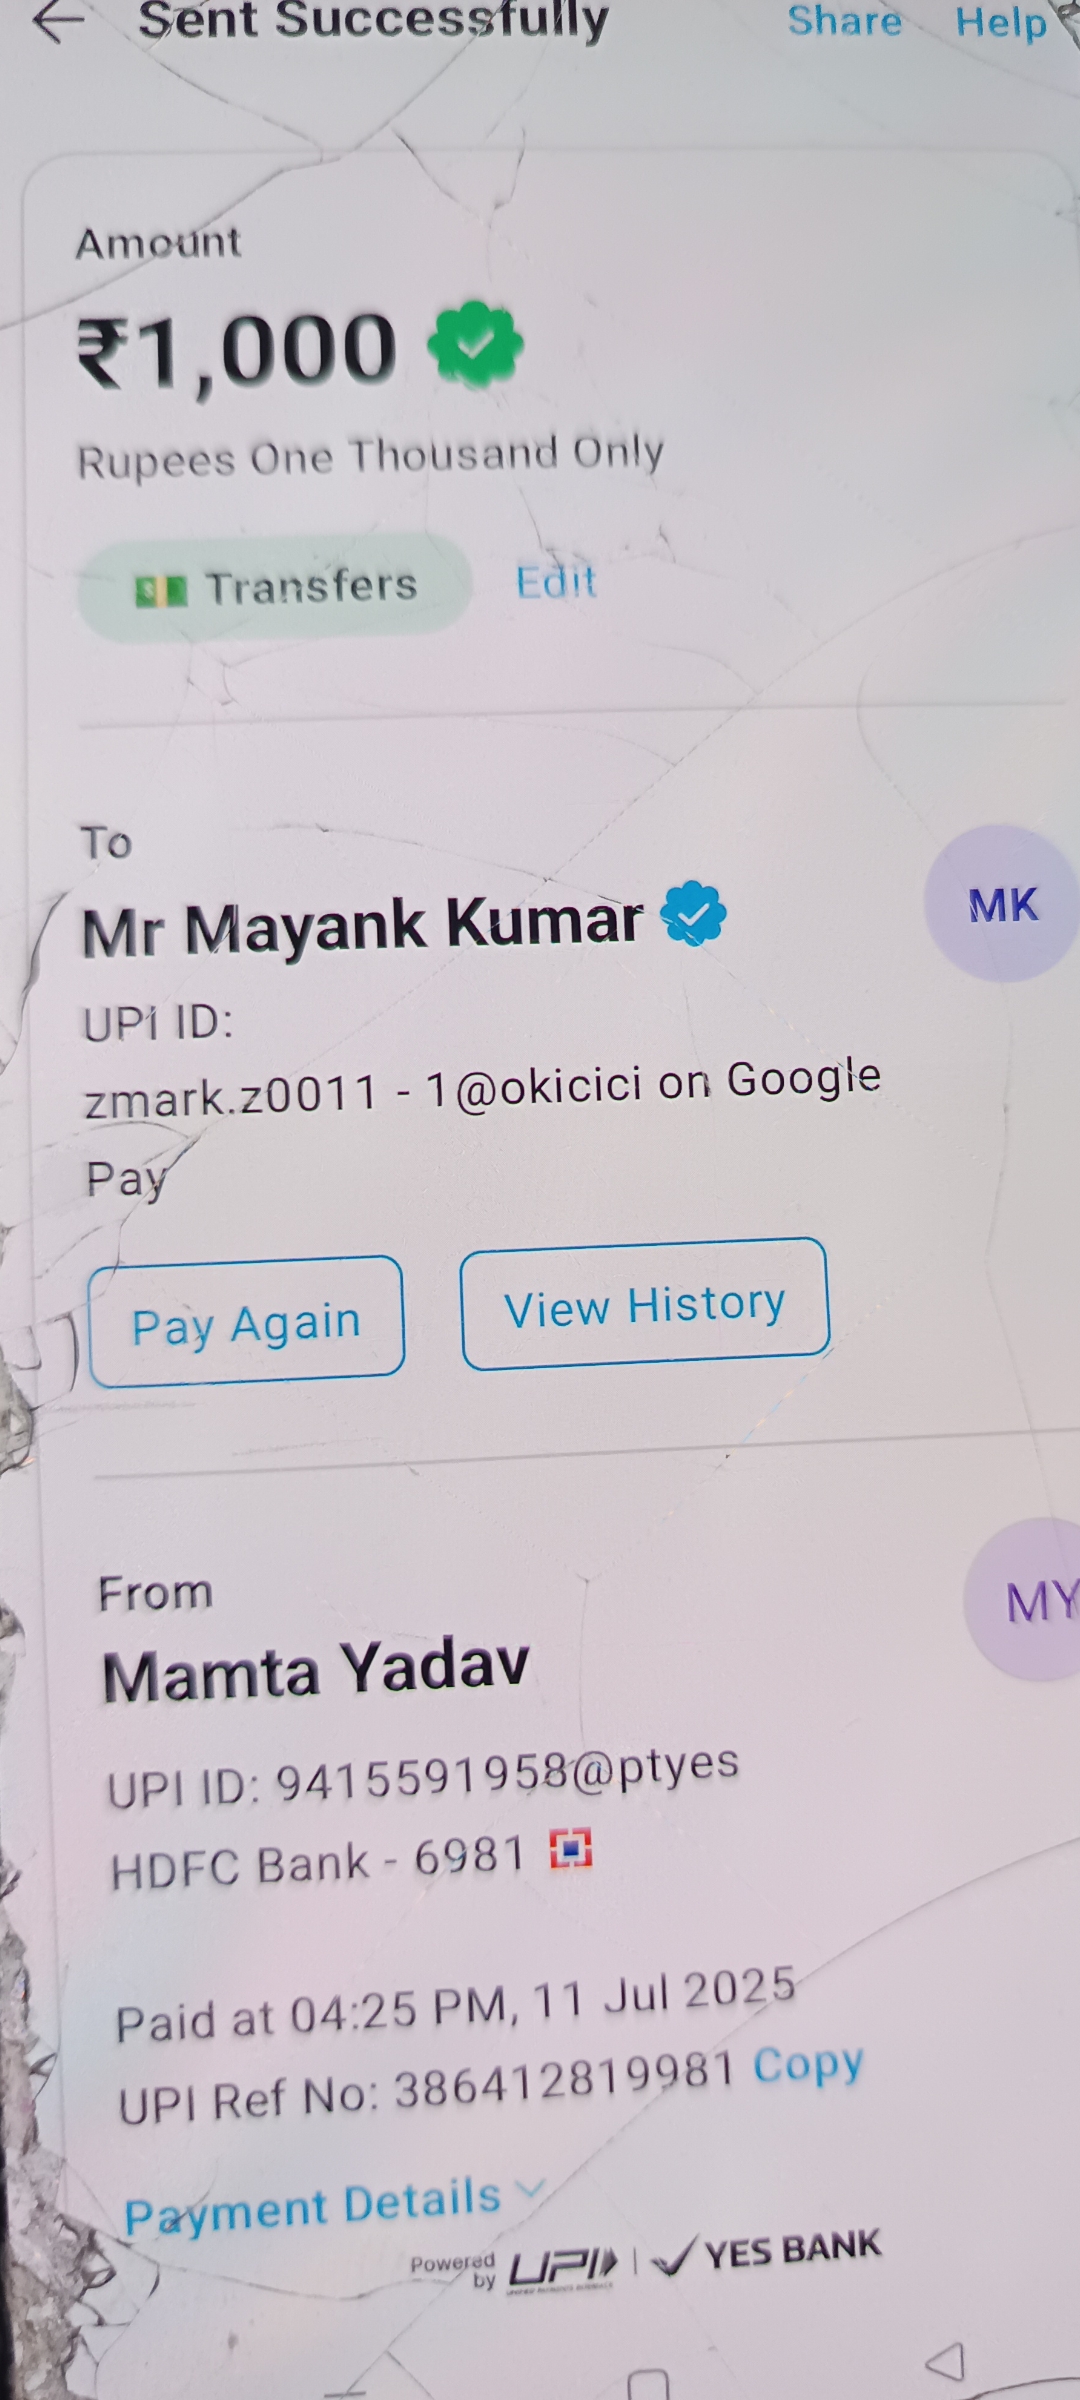 Sent Successfully Share Help
Amount
₹1,000
Rupees One Thousand Only
Transfers Edit
To
Mr Mayank Kumar MK
UPI ID:
zmark.z0011 - 1@okicici on Google
Pay
Pay Again View History
From
Mamta Yadav MY
UPI ID: 9415591958@ptyes
HDFC Bank - 6981
Paid at 04:25 PM, 11 Jul 2025
UPI Ref No: 386412819981 Copy
Payment Details
Powered by UPI | YES BANK